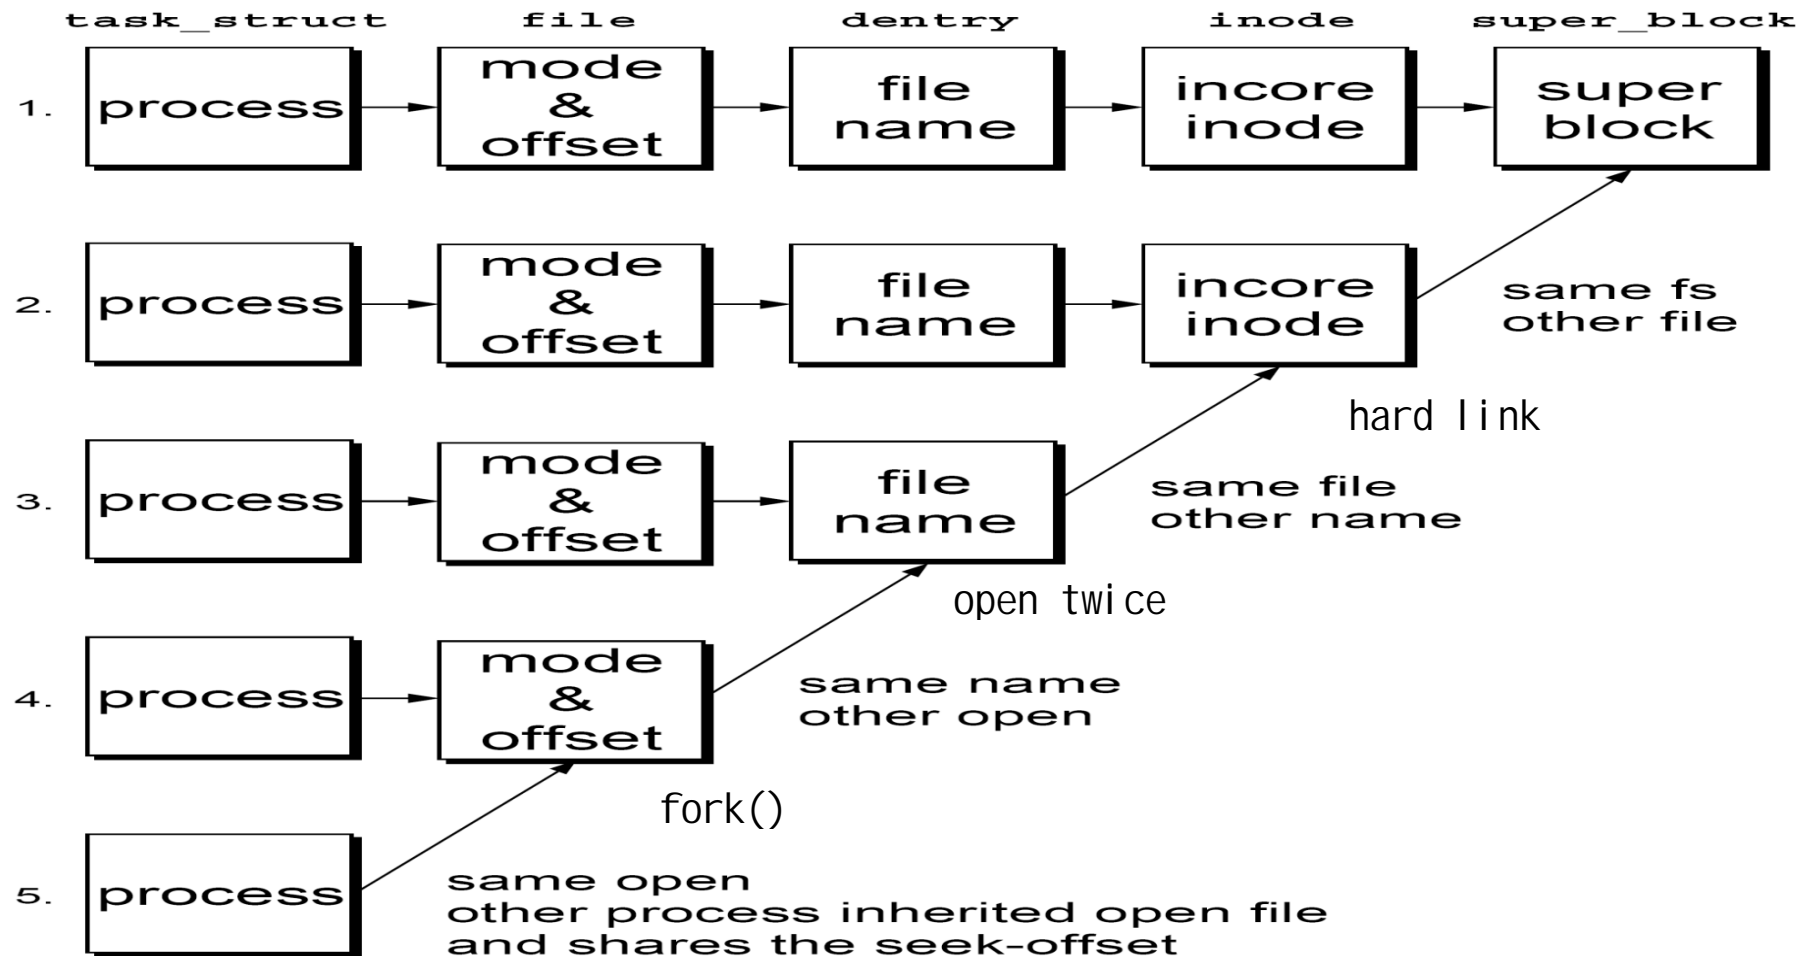 task_struct file dentry inode super_block
1. process
mode
&
offset
file
name
incore
inode
super
block
2. process
mode
&
offset
file
name
incore
inode
same fs
other file
hard link
3. process
mode
&
offset
file
name
same file
other name
open twice
4. process
mode
&
offset
same name
other open
fork()
5. process
same open
other process inherited open file
and shares the seek-offset